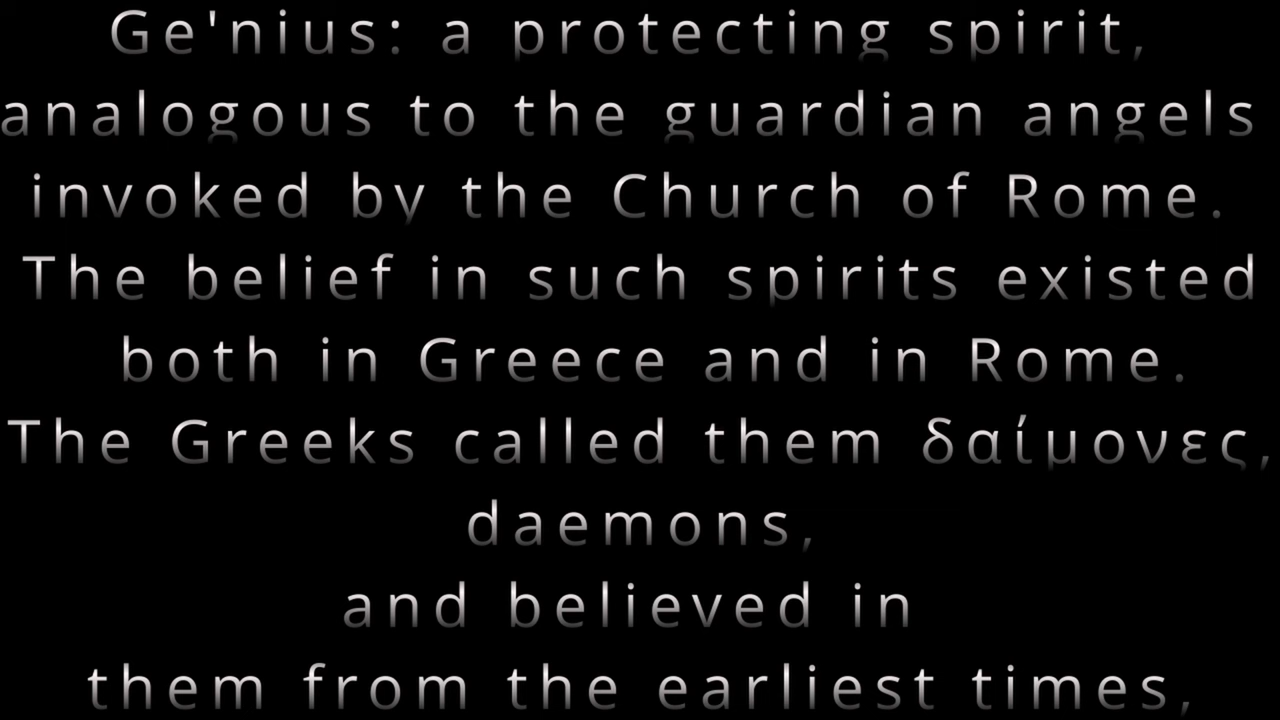 Ge'nius: a protecting spirit,
analogous to the guardian angels
invoked by the Church of Rome.
The belief in such spirits existed
both in Greece and in Rome.
The Greeks called them δαίμονες,
daemons,
and believed in
them from the earliest times,